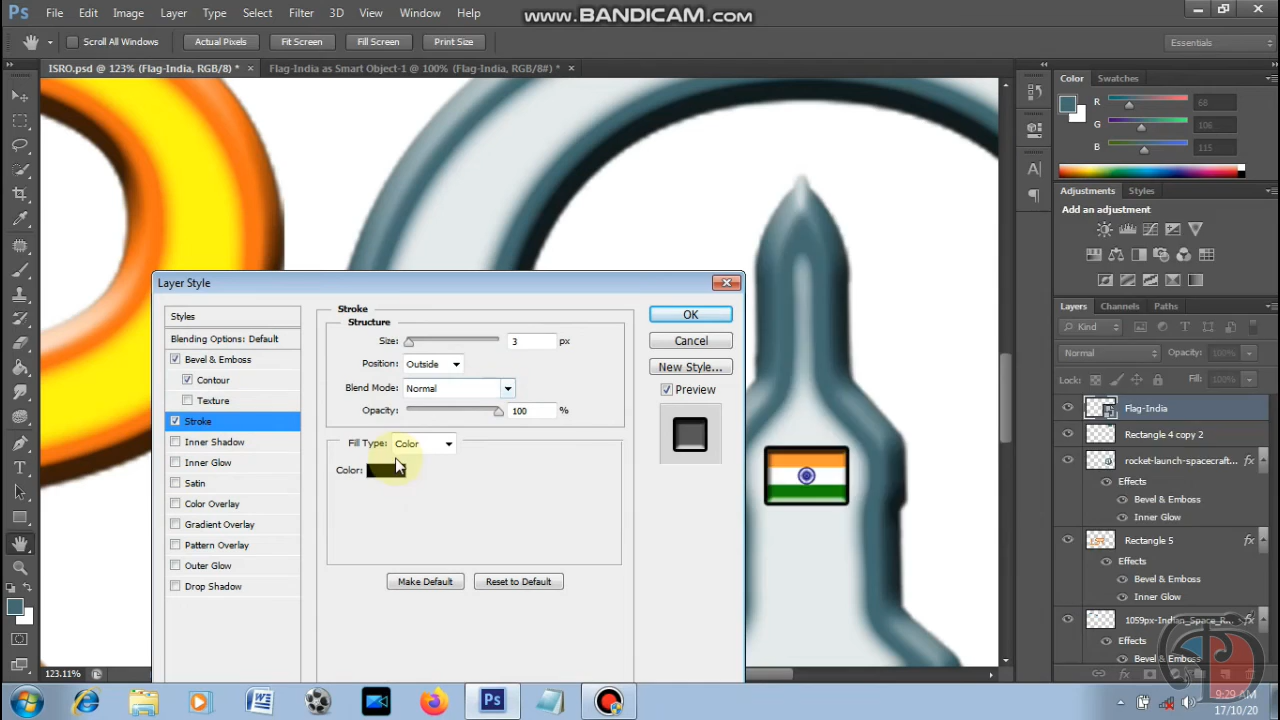 Ps File Edit Image Layer Type Select Filter 3D View Window Help
www.BANDICAM.com
Scroll All Windows Actual Pixels Fit Screen Fill Screen Print Size Essentials
ISRO.psd @ 123% (Flag-India, RGB/8) * × Flag-India as Smart Object-1 @ 100% (Flag-India, RGB/8#) * ×
Color Swatches
R 68
G 106
B 115
Adjustments Styles
Add an adjustment
Layers Channels Paths
Kind
Normal Opacity: 100%
Lock: Fill: 100%
Flag-India
Rectangle 4 copy 2
rocket-launch-spacecraft...
Effects
Bevel & Emboss
Inner Glow
Rectangle 5 fx
Effects
Bevel & Emboss
Inner Glow
1059px-Indian_Space_R... fx
Effects
Bevel & Emboss
Layer Style
Styles
Blending Options: Default
Bevel & Emboss
Contour
Texture
Stroke
Inner Shadow
Inner Glow
Satin
Color Overlay
Gradient Overlay
Pattern Overlay
Outer Glow
Drop Shadow
Stroke
Structure
Size: 3 px
Position: Outside
Blend Mode: Normal
Opacity: 100 %
Fill Type: Color
Color:
Make Default Reset to Default
OK
Cancel
New Style...
Preview
123.11%
9:29 AM
17/10/20